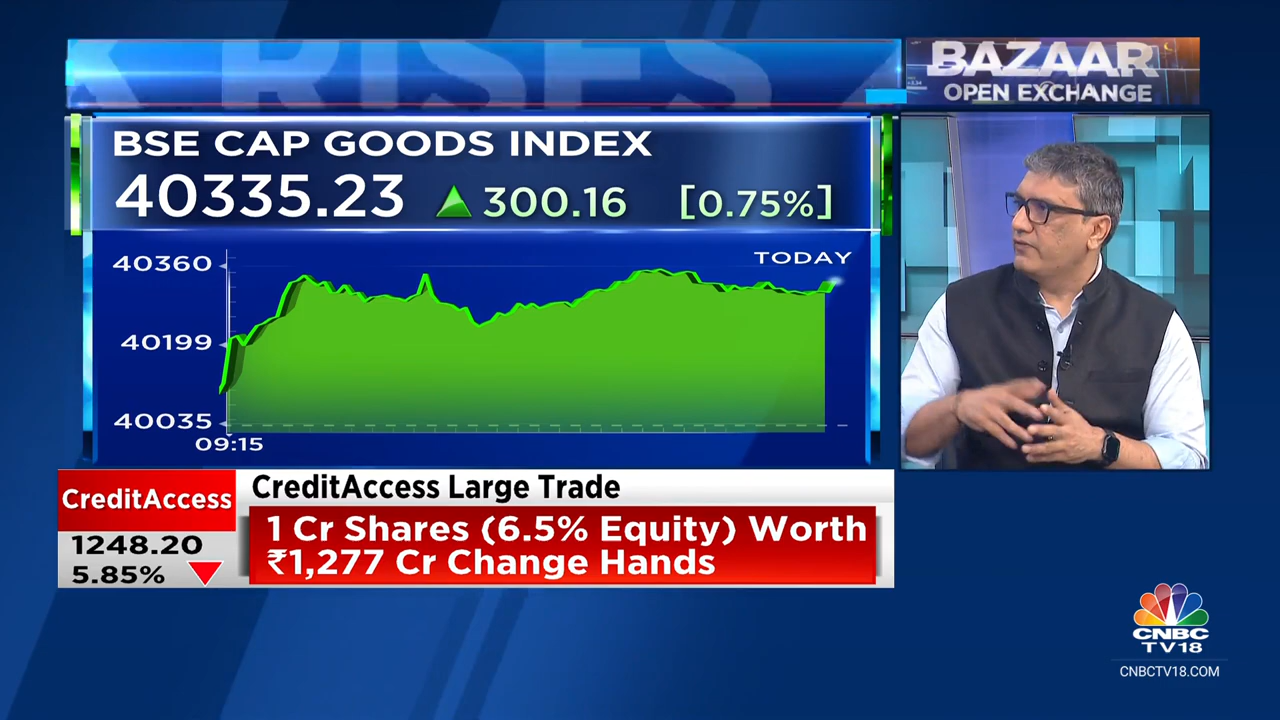 RISES
BAZAAR
OPEN EXCHANGE
BSE CAP GOODS INDEX
40335.23 ▲ 300.16 [0.75%]
TODAY
40360
40199
40035
09:15
CreditAccess
1248.20
5.85% ▼
CreditAccess Large Trade
1 Cr Shares (6.5% Equity) Worth
₹1,277 Cr Change Hands
CNBC
TV18
CNBCTV18.COM